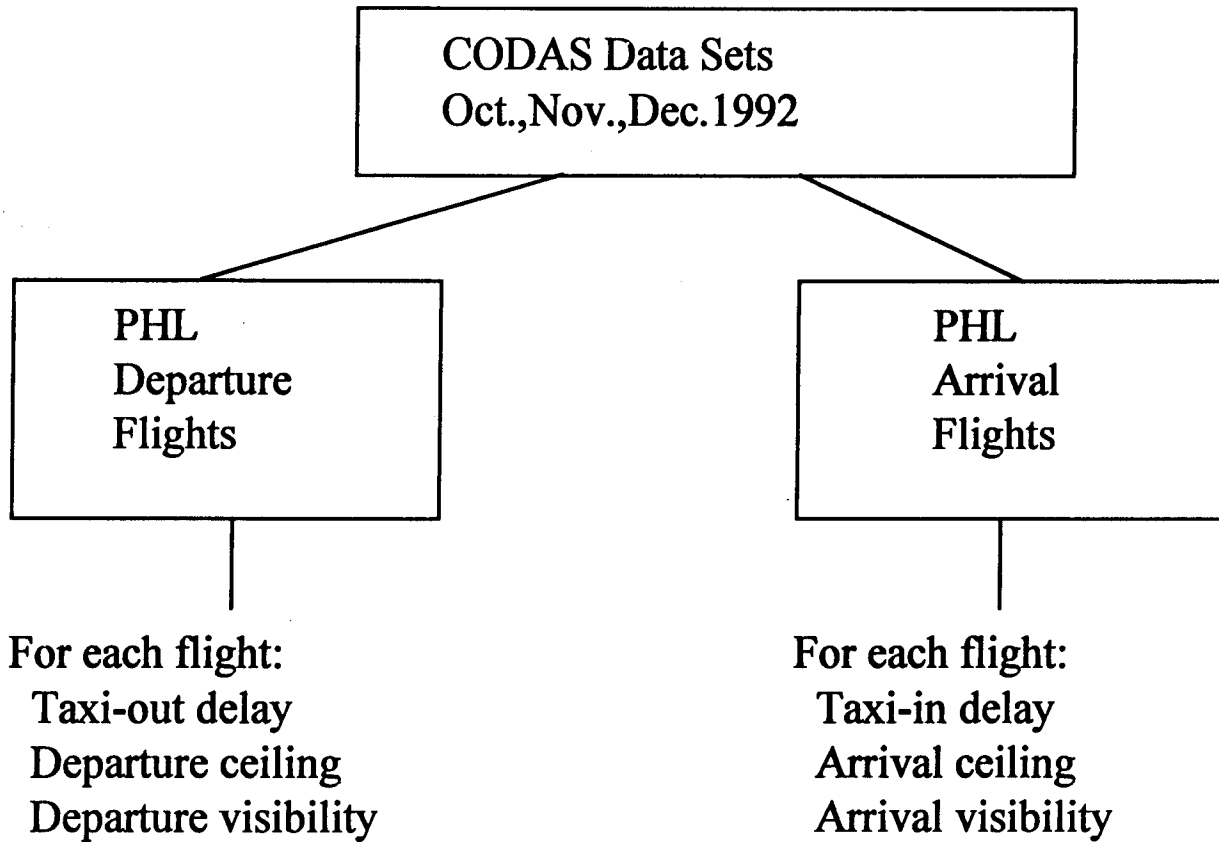 CODAS Data Sets
Oct.,Nov.,Dec.1992
PHL
Departure
Flights
PHL
Arrival
Flights
For each flight:
Taxi-out delay
Departure ceiling
Departure visibility
For each flight:
Taxi-in delay
Arrival ceiling
Arrival visibility